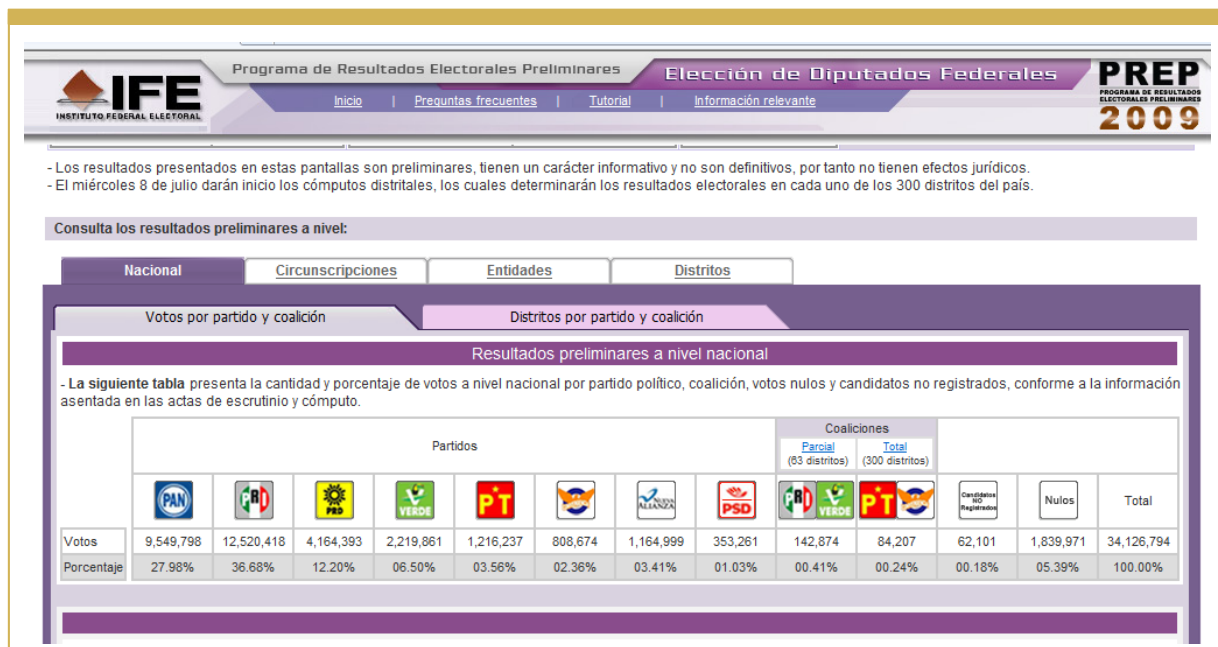 IFE
INSTITUTO FEDERAL ELECTORAL
Programa de Resultados Electorales Preliminares
Elección de Diputados Federales
Inicio | Preguntas frecuentes | Tutorial | Información relevante
PREP
PROGRAMA DE RESULTADOS
ELECTORALES PRELIMINARES
2009
- Los resultados presentados en estas pantallas son preliminares, tienen un carácter informativo y no son definitivos, por tanto no tienen efectos jurídicos.
- El miércoles 8 de julio darán inicio los cómputos distritales, los cuales determinarán los resultados electorales en cada uno de los 300 distritos del país.
Consulta los resultados preliminares a nivel:
Nacional Circunscripciones Entidades Distritos
Votos por partido y coalición Distritos por partido y coalición
Resultados preliminares a nivel nacional
- La siguiente tabla presenta la cantidad y porcentaje de votos a nivel nacional por partido político, coalición, votos nulos y candidatos no registrados, conforme a la información
asentada en las actas de escrutinio y cómputo.
Partidos
Coaliciones
Parcial Total
(63 distritos) (300 distritos)
PAN PRD PRD VERDE PT NUEVA ALIANZA PSD PRD VERDE PT Candidatos NO Registrados Nulos Total
Votos 9,549,798 12,520,418 4,164,393 2,219,861 1,216,237 808,674 1,164,999 353,261 142,874 84,207 62,101 1,839,971 34,126,794
Porcentaje 27.98% 36.68% 12.20% 06.50% 03.56% 02.36% 03.41% 01.03% 00.41% 00.24% 00.18% 05.39% 100.00%